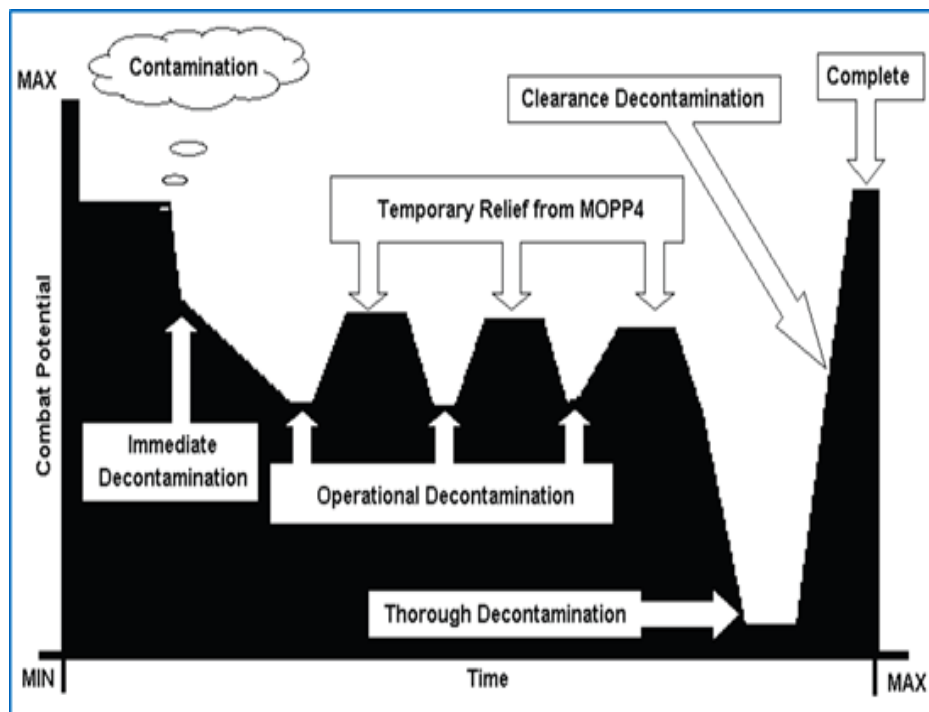 Contamination
MAX
Complete
Clearance Decontamination
Temporary Relief from MOPP4
Combat Potential
Immediate
Decontamination
Operational Decontamination
Thorough Decontamination
MIN
Time
MAX